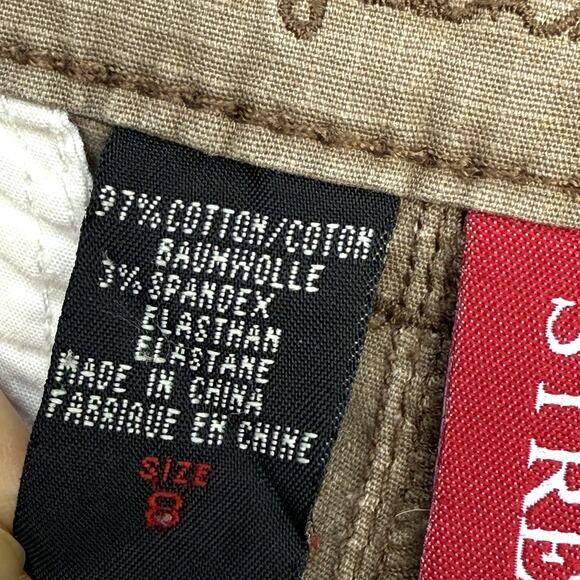 97% COTTON/COTON
BAUMWOLLE
3% SPANDEX
ELASTHAN
ELASTANE
MADE IN CHINA
FABRIQUE EN CHINE
SIZE
8
STRE